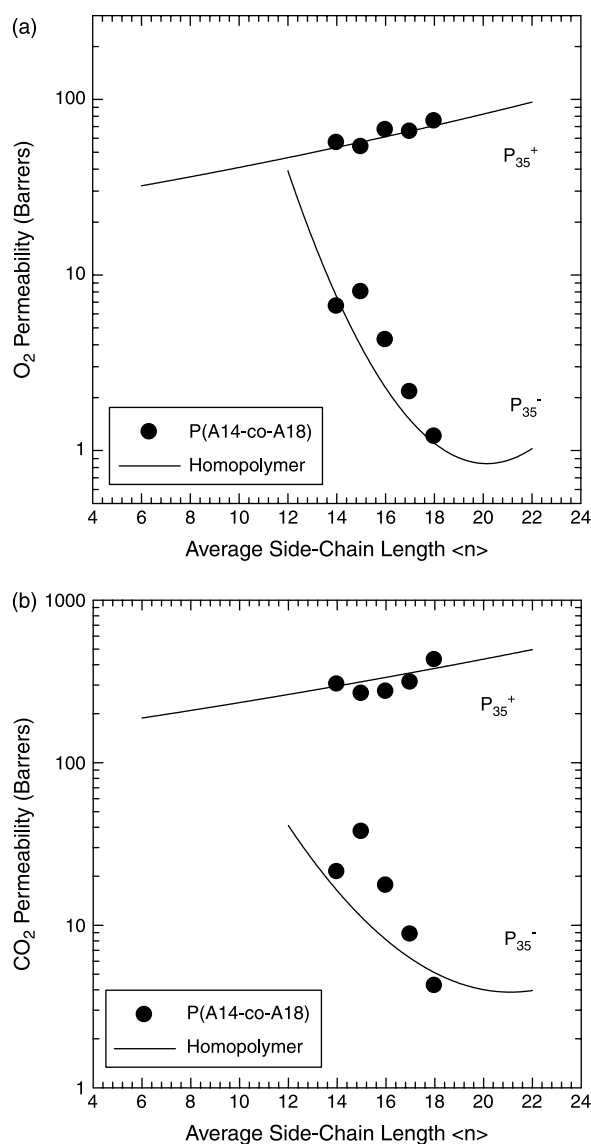 (a)
100
10
1
O₂ Permeability (Barrers)
P₃₅⁺
P₃₅⁻
P(A14-co-A18)
Homopolymer
4 6 8 10 12 14 16 18 20 22 24
Average Side-Chain Length <n>
(b)
1000
100
10
1
CO₂ Permeability (Barrers)
P₃₅⁺
P₃₅⁻
P(A14-co-A18)
Homopolymer
4 6 8 10 12 14 16 18 20 22 24
Average Side-Chain Length <n>